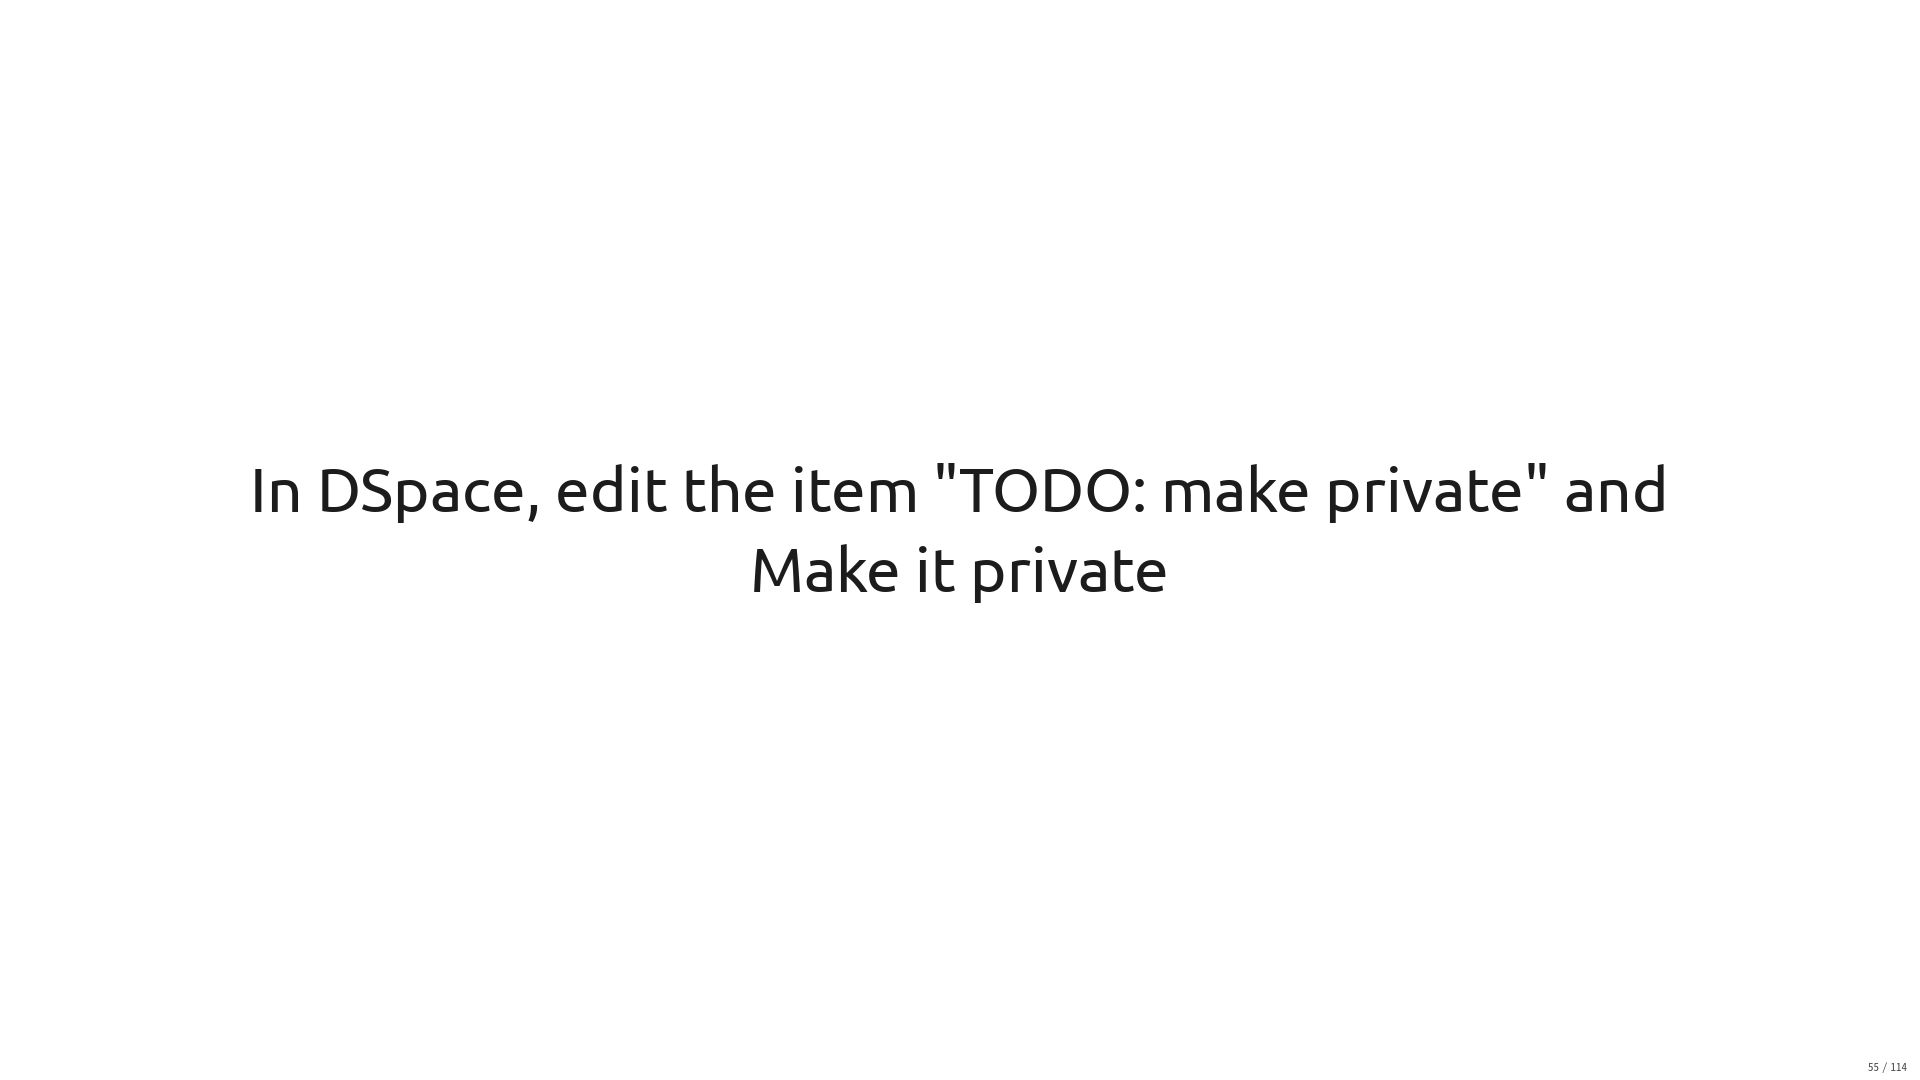 In DSpace, edit the item "TODO: make private" and
Make it private
55 / 114